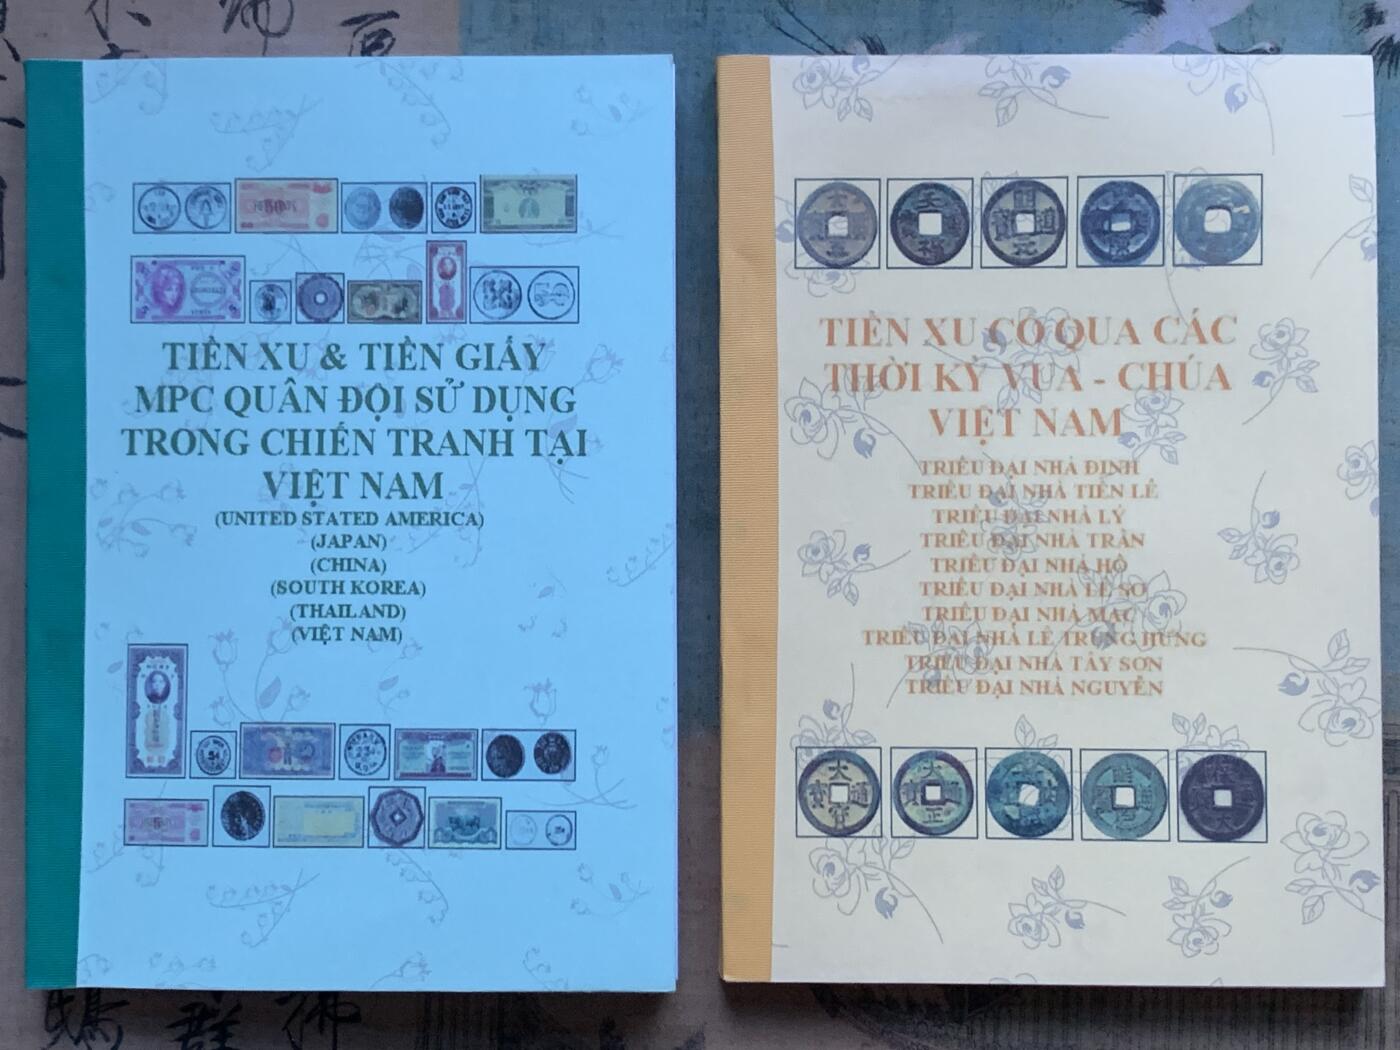 TIỀN XU & TIỀN GIẤY
MPC QUÂN ĐỘI SỬ DỤNG
TRONG CHIẾN TRANH TẠI
VIỆT NAM
(UNITED STATED AMERICA)
(JAPAN)
(CHINA)
(SOUTH KOREA)
(THAILAND)
(VIỆT NAM)
TIỀN XU CỔ QUA CÁC
THỜI KỲ VUA - CHÚA
VIỆT NAM
TRIỀU ĐẠI NHÀ ĐINH
TRIỀU ĐẠI NHÀ TIỀN LÊ
TRIỀU ĐẠI NHÀ LÝ
TRIỀU ĐẠI NHÀ TRẦN
TRIỀU ĐẠI NHÀ HỒ
TRIỀU ĐẠI NHÀ LÊ SƠ
TRIỀU ĐẠI NHÀ MẠC
TRIỀU ĐẠI NHÀ LÊ TRUNG HƯNG
TRIỀU ĐẠI NHÀ TÂY SƠN
TRIỀU ĐẠI NHÀ NGUYỄN